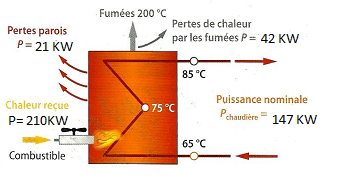 Fumées 200 °C
Pertes parois
P= 21 KW
Pertes de chaleur
par les fumées P= 42 KW
85 °C
Chaleur reçue
P= 210KW
75 °C
Puissance nominale
P chaudière = 147 KW
Combustible
65 °C